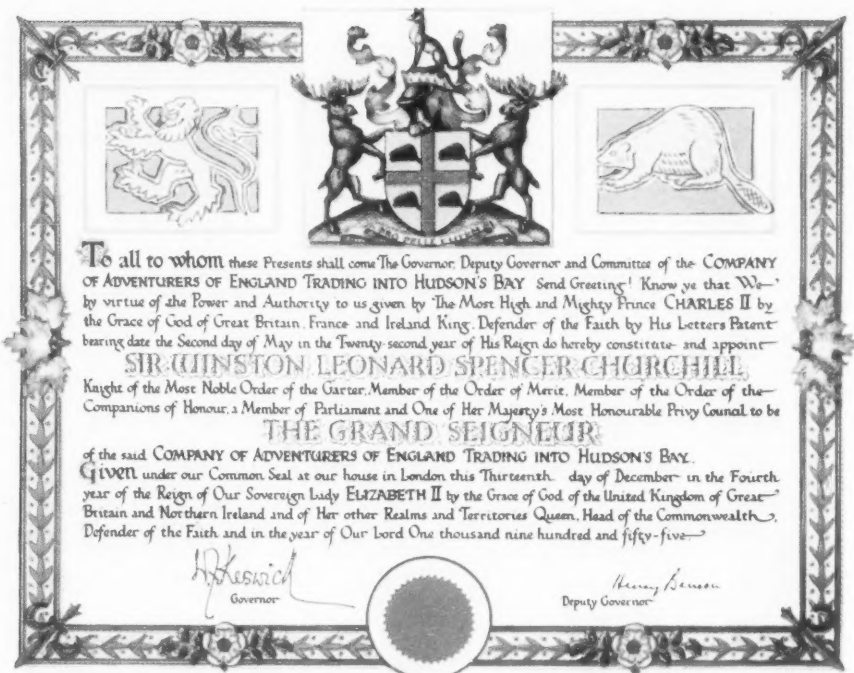 PRO PELLE CUTEM
To all to whom these Presents shall come The Governor, Deputy Governor and Committee of the COMPANY
OF ADVENTURERS OF ENGLAND TRADING INTO HUDSON'S BAY Send Greeting! Know ye that We
by virtue of the Power and Authority to us given by The Most High and Mighty Prince CHARLES II by
the Grace of God of Great Britain, France and Ireland King, Defender of the Faith by His Letters Patent
bearing date the Second day of May in the Twenty-second year of His Reign do hereby constitute and appoint
SIR WINSTON LEONARD SPENCER CHURCHILL
Knight of the Most Noble Order of the Garter, Member of the Order of Merit, Member of the Order of the
Companions of Honour, a Member of Parliament and One of Her Majesty's Most Honourable Privy Council to be
THE GRAND SEIGNEUR
of the said COMPANY OF ADVENTURERS OF ENGLAND TRADING INTO HUDSON'S BAY.
Given under our Common Seal at our house in London this Thirteenth day of December in the Fourth
year of the Reign of Our Sovereign Lady ELIZABETH II by the Grace of God of the United Kingdom of Great
Britain and Northern Ireland and of Her other Realms and Territories Queen, Head of the Commonwealth,
Defender of the Faith and in the year of Our Lord One thousand nine hundred and fifty-five
WJKeswick
Governor
Henry Benson
Deputy Governor